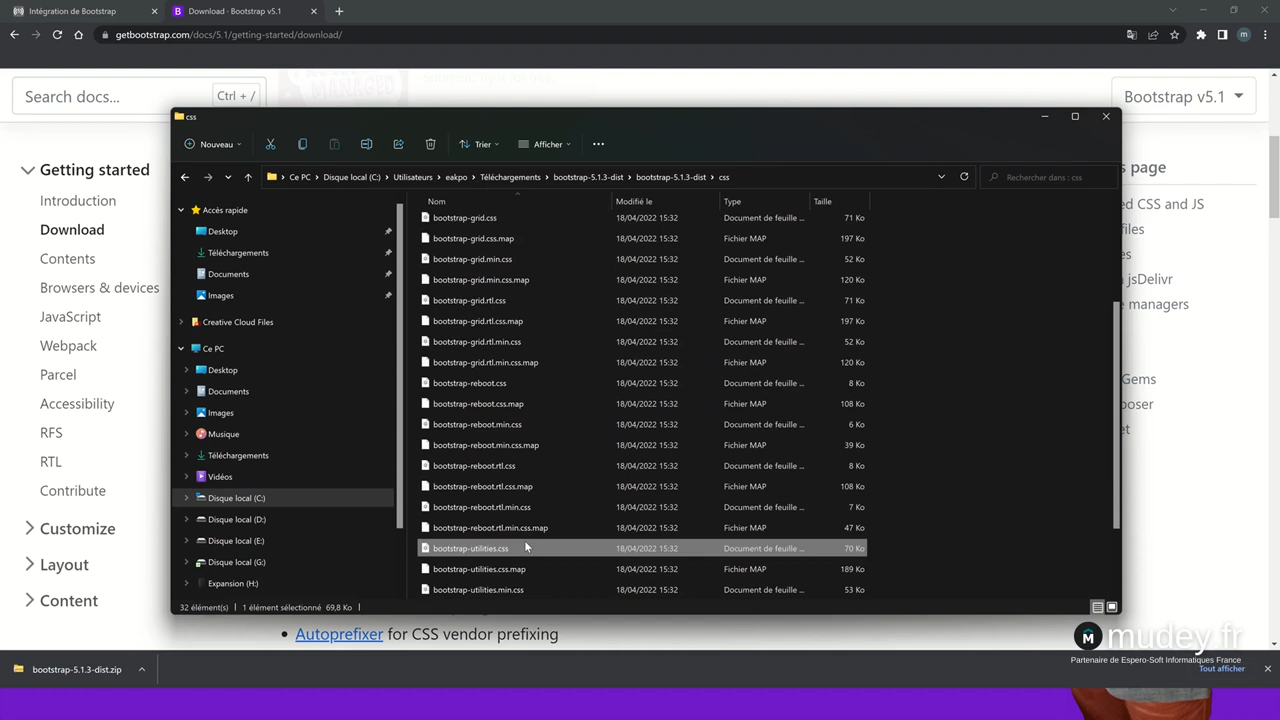 Intégration de Bootstrap
Download · Bootstrap v5.1
getbootstrap.com/docs/5.1/getting-started/download/
m
Search docs...
Ctrl + /
Bootstrap v5.1
css
Nouveau
Trier
Afficher
Ce PC
Disque local (C:)
Utilisateurs
eakpo
Téléchargements
bootstrap-5.1.3-dist
bootstrap-5.1.3-dist
css
Rechercher dans : css
Getting started
Introduction
Download
Contents
Browsers & devices
JavaScript
Webpack
Parcel
Accessibility
RFS
RTL
Contribute
Customize
Layout
Content
Accès rapide
Desktop
Téléchargements
Documents
Images
Creative Cloud Files
Ce PC
Desktop
Documents
Images
Musique
Téléchargements
Vidéos
Disque local (C:)
Disque local (D:)
Disque local (E:)
Disque local (G:)
Expansion (H:)
Nom Modifié le Type Taille
bootstrap-grid.css 18/04/2022 15:32 Document de feuille ... 71 Ko
bootstrap-grid.css.map 18/04/2022 15:32 Fichier MAP 197 Ko
bootstrap-grid.min.css 18/04/2022 15:32 Document de feuille ... 52 Ko
bootstrap-grid.min.css.map 18/04/2022 15:32 Fichier MAP 120 Ko
bootstrap-grid.rtl.css 18/04/2022 15:32 Document de feuille ... 71 Ko
bootstrap-grid.rtl.css.map 18/04/2022 15:32 Fichier MAP 197 Ko
bootstrap-grid.rtl.min.css 18/04/2022 15:32 Document de feuille ... 52 Ko
bootstrap-grid.rtl.min.css.map 18/04/2022 15:32 Fichier MAP 120 Ko
bootstrap-reboot.css 18/04/2022 15:32 Document de feuille ... 8 Ko
bootstrap-reboot.css.map 18/04/2022 15:32 Fichier MAP 108 Ko
bootstrap-reboot.min.css 18/04/2022 15:32 Document de feuille ... 6 Ko
bootstrap-reboot.min.css.map 18/04/2022 15:32 Fichier MAP 39 Ko
bootstrap-reboot.rtl.css 18/04/2022 15:32 Document de feuille ... 8 Ko
bootstrap-reboot.rtl.css.map 18/04/2022 15:32 Fichier MAP 108 Ko
bootstrap-reboot.rtl.min.css 18/04/2022 15:32 Document de feuille ... 7 Ko
bootstrap-reboot.rtl.min.css.map 18/04/2022 15:32 Fichier MAP 47 Ko
bootstrap-utilities.css 18/04/2022 15:32 Document de feuille ... 70 Ko
bootstrap-utilities.css.map 18/04/2022 15:32 Fichier MAP 189 Ko
bootstrap-utilities.min.css 18/04/2022 15:32 Document de feuille ... 53 Ko
32 élément(s) 1 élément sélectionné 69,8 Ko
page
ed CSS and JS
files
es
jsDelivr
e managers
Gems
poser
et
Autoprefixer for CSS vendor prefixing
mudey.fr
Partenaire de Espero-Soft Informatiques France
bootstrap-5.1.3-dist.zip
Tout afficher